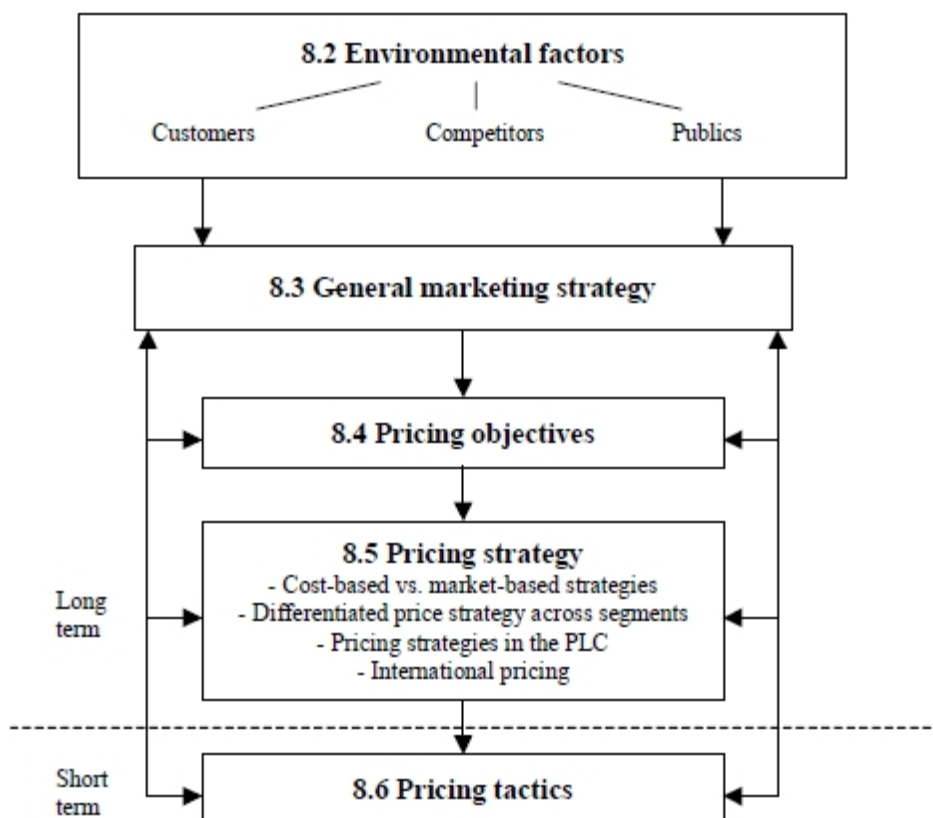 8.2 Environmental factors
Customers
Competitors
Publics
8.3 General marketing strategy
8.4 Pricing objectives
8.5 Pricing strategy
- Cost-based vs. market-based strategies
- Differentiated price strategy across segments
- Pricing strategies in the PLC
- International pricing
Long
term
8.6 Pricing tactics
Short
term